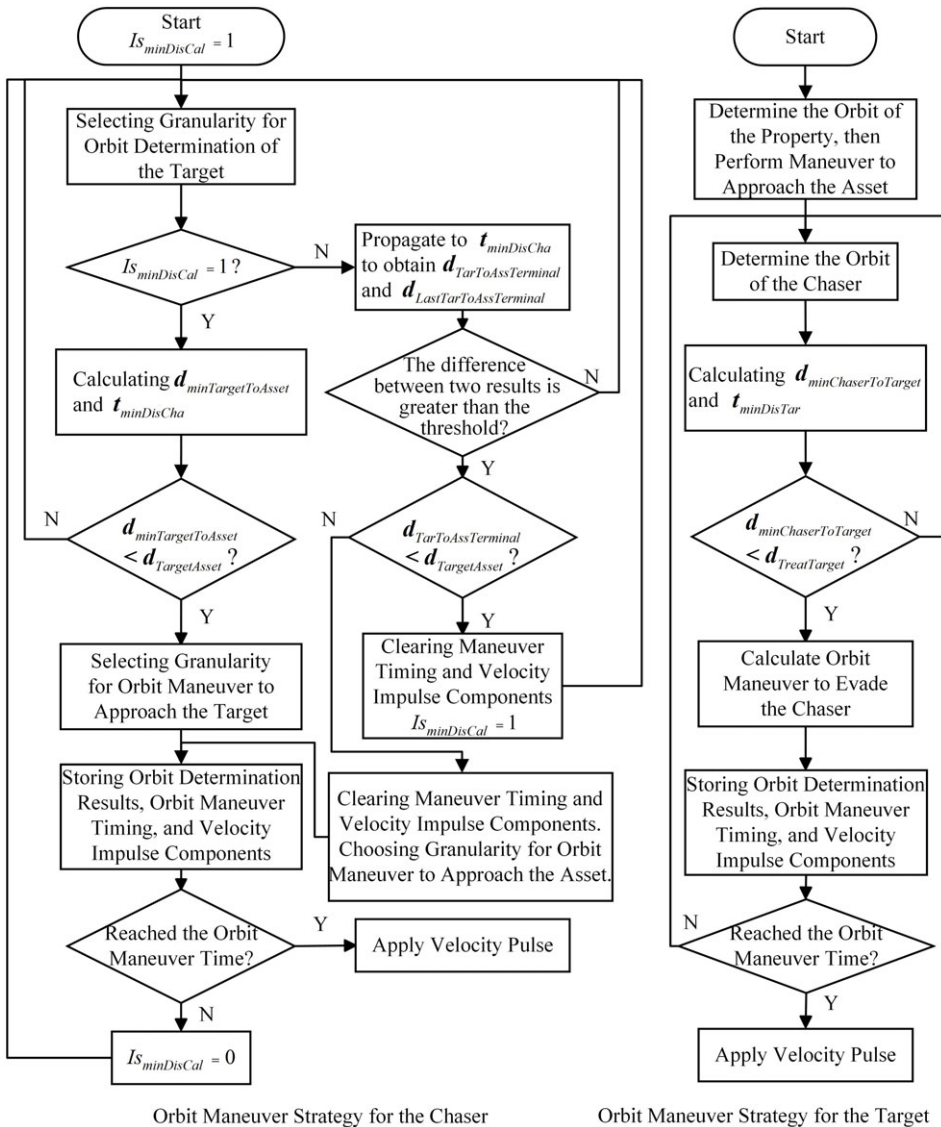 Start
Is_minDisCal = 1
Selecting Granularity for
Orbit Determination of
the Target
Is_minDisCal = 1?
N
Y
Propagate to t_minDisCha
to obtain d_TarToAssTerminal
and d_LastTarToAssTerminal
Calculating d_minTargetToAsset
and t_minDisCha
The difference
between two results is
greater than the
threshold?
N
Y
d_minTargetToAsset
< d_TargetAsset ?
N
Y
d_TarToAssTerminal
< d_TargetAsset ?
N
Y
Selecting Granularity
for Orbit Maneuver to
Approach the Target
Clearing Maneuver
Timing and Velocity
Impulse Components
Is_minDisCal = 1
Storing Orbit Determination
Results, Orbit Maneuver
Timing, and Velocity
Impulse Components
Clearing Maneuver Timing and
Velocity Impulse Components.
Choosing Granularity for Orbit
Maneuver to Approach the Asset.
Reached the Orbit
Maneuver Time?
Y
N
Apply Velocity Pulse
Is_minDisCal = 0
Orbit Maneuver Strategy for the Chaser
Start
Determine the Orbit of
the Property, then
Perform Maneuver to
Approach the Asset
Determine the Orbit
of the Chaser
Calculating d_minChaserToTarget
and t_minDisTar
d_minChaserToTarget
< d_TreatTarget ?
N
Y
Calculate Orbit
Maneuver to Evade
the Chaser
Storing Orbit Determination
Results, Orbit Maneuver
Timing, and Velocity
Impulse Components
N
Reached the Orbit
Maneuver Time?
Y
Apply Velocity Pulse
Orbit Maneuver Strategy for the Target